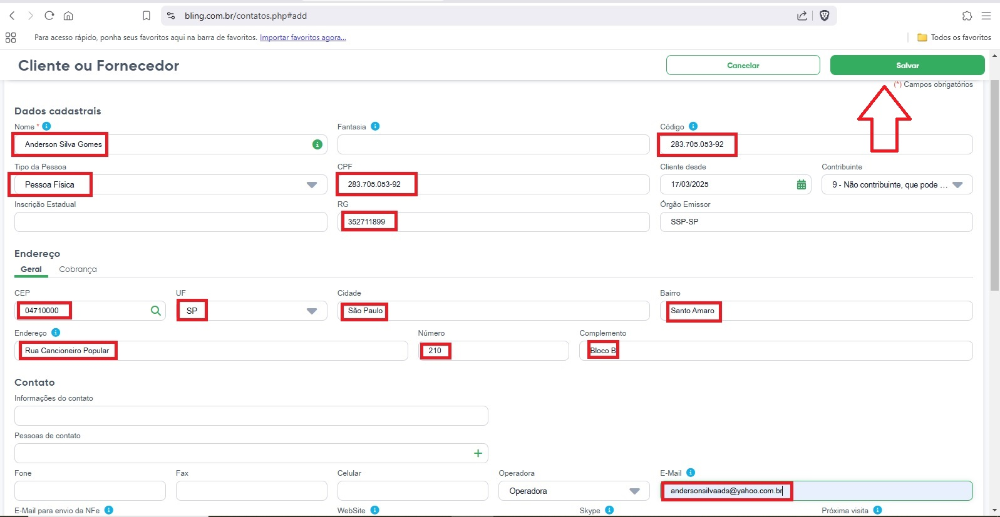 bling.com.br/contatos.php#add
Para acesso rápido, ponha seus favoritos aqui na barra de favoritos. Importar favoritos agora...
Todos os favoritos
Cliente ou Fornecedor
Cancelar
Salvar
(*) Campos obrigatórios
Dados cadastrais
Nome *
Fantasia
Código
Anderson Silva Gomes
283.705.053-92
Tipo da Pessoa
CPF
Cliente desde
Contribuinte
Pessoa Física
283.705.053-92
17/03/2025
9 - Não contribuinte, que pode ...
Inscrição Estadual
RG
Órgão Emissor
352711899
SSP-SP
Endereço
Geral
Cobrança
CEP
UF
Cidade
Bairro
04710000
SP
São Paulo
Santo Amaro
Endereço
Número
Complemento
Rua Cancioneiro Popular
210
Bloco B
Contato
Informações do contato
Pessoas de contato
Fone
Fax
Celular
Operadora
E-Mail
Operadora
andersonsilvaads@yahoo.com.br
E-Mail para envio da NFe
WebSite
Skype
Próxima visita